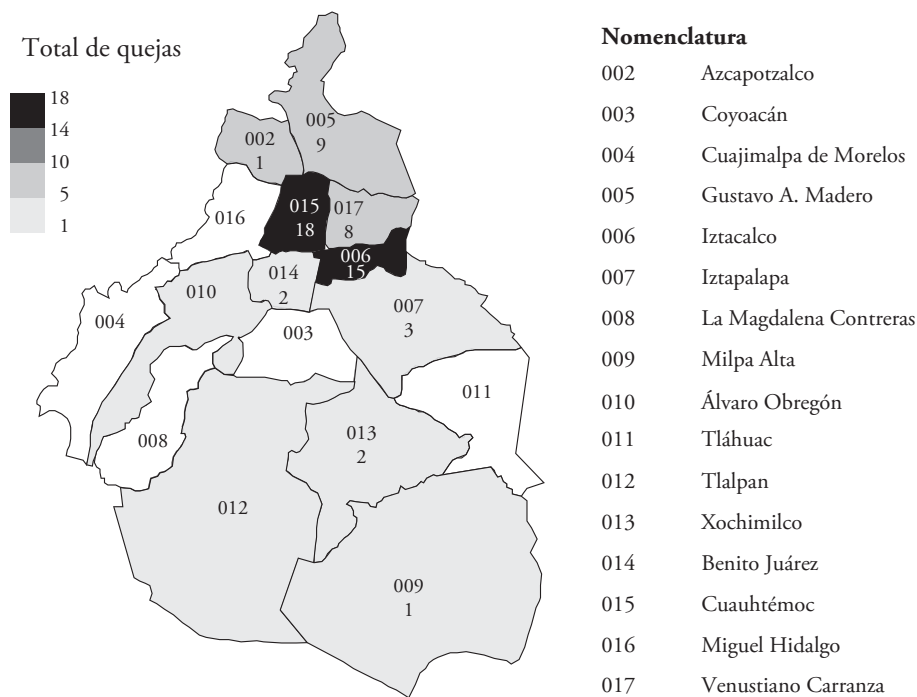 Total de quejas
18
14
10
5
1
005
9
002
1
015
18
017
8
016
006
15
014
2
010
007
3
004
003
011
008
013
2
012
009
1
Nomenclatura
002 Azcapotzalco
003 Coyoacán
004 Cuajimalpa de Morelos
005 Gustavo A. Madero
006 Iztacalco
007 Iztapalapa
008 La Magdalena Contreras
009 Milpa Alta
010 Álvaro Obregón
011 Tláhuac
012 Tlalpan
013 Xochimilco
014 Benito Juárez
015 Cuauhtémoc
016 Miguel Hidalgo
017 Venustiano Carranza